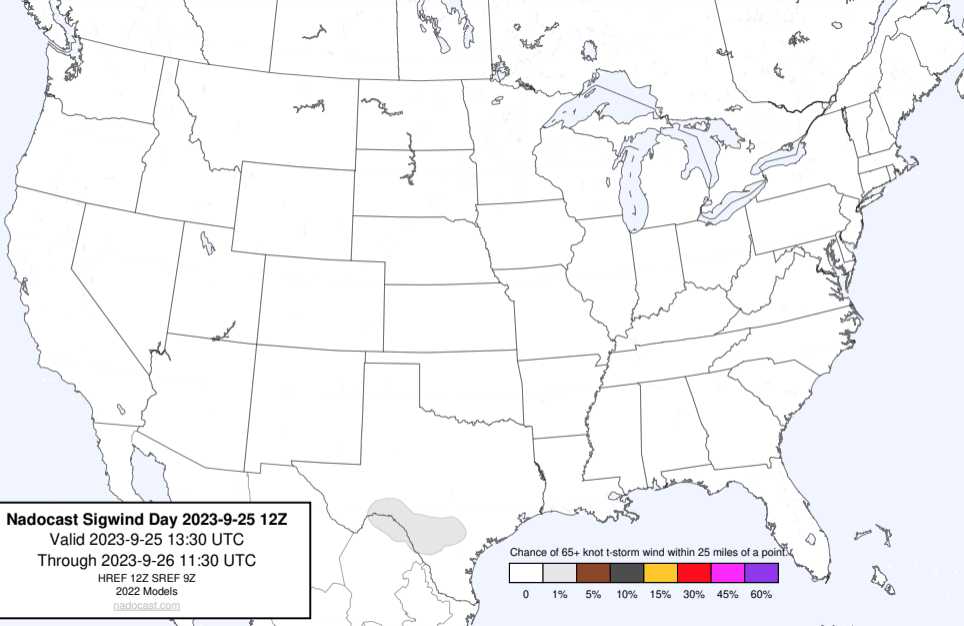 Nadocast Sigwind Day 2023-9-25 12Z
Valid 2023-9-25 13:30 UTC
Through 2023-9-26 11:30 UTC
HREF 12Z SREF 9Z
2022 Models
nadocast.com
Chance of 65+ knot t-storm wind within 25 miles of a point.
0 1% 5% 10% 15% 30% 45% 60%